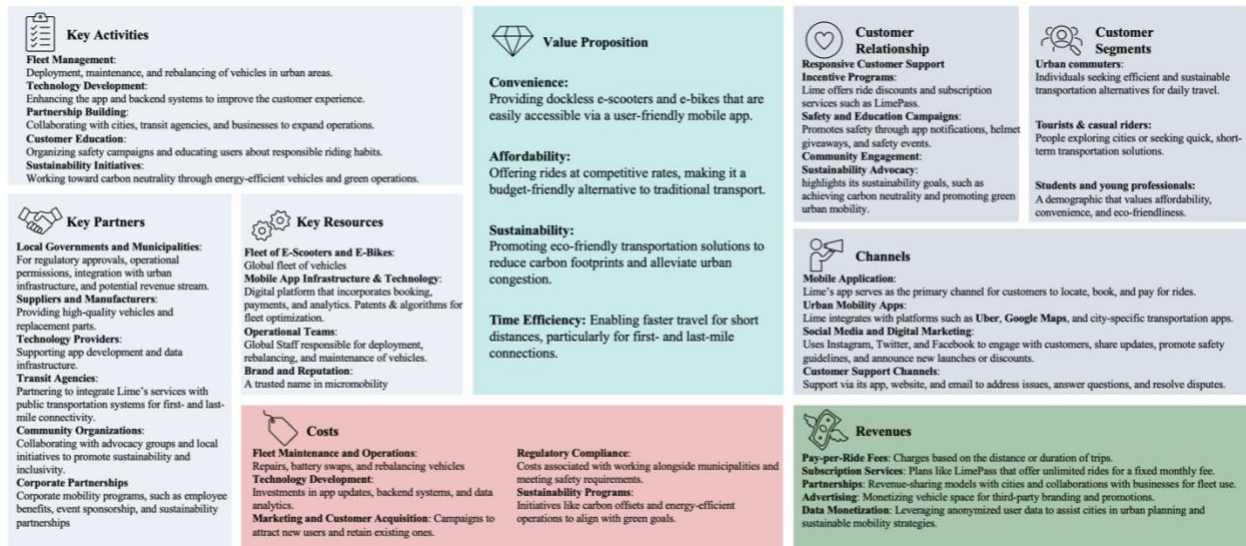 Key Activities
Fleet Management:
Deployment, maintenance, and rebalancing of vehicles in urban areas.
Technology Development:
Enhancing the app and backend systems to improve the customer experience.
Partnership Building:
Collaborating with cities, transit agencies, and businesses to expand operations.
Customer Education:
Organizing safety campaigns and educating users about responsible riding habits.
Sustainability Initiatives:
Working toward carbon neutrality through energy-efficient vehicles and green operations.
Key Partners
Local Governments and Municipalities:
For regulatory approvals, operational
permissions, integration with urban
infrastructure, and potential revenue stream.
Suppliers and Manufacturers:
Providing high-quality vehicles and
replacement parts.
Technology Providers:
Supporting app development and data
infrastructure.
Transit Agencies:
Partnering to integrate Lime's services with
public transportation systems for first- and last-
mile connectivity.
Community Organizations:
Collaborating with advocacy groups and local
initiatives to promote sustainability and
inclusivity.
Corporate Partnerships
Corporate mobility programs, such as employee
benefits, event sponsorship, and sustainability
partnerships
Key Resources
Fleet of E-Scooters and E-Bikes:
Global fleet of vehicles
Mobile App Infrastructure & Technology:
Digital platform that incorporates booking,
payments, and analytics. Patents & algorithms for
fleet optimization.
Operational Teams:
Global Staff responsible for deployment,
rebalancing, and maintenance of vehicles.
Brand and Reputation:
A trusted name in micromobility
Value Proposition
Convenience:
Providing dockless e-scooters and e-bikes that are
easily accessible via a user-friendly mobile app.
Affordability:
Offering rides at competitive rates, making it a
budget-friendly alternative to traditional transport.
Sustainability:
Promoting eco-friendly transportation solutions to
reduce carbon footprints and alleviate urban
congestion.
Time Efficiency: Enabling faster travel for short
distances, particularly for first- and last-mile
connections.
Customer
Relationship
Responsive Customer Support
Incentive Programs:
Lime offers ride discounts and subscription
services such as LimePass.
Safety and Education Campaigns:
Promotes safety through app notifications, helmet
giveaways, and safety events.
Community Engagement:
Sustainability Advocacy:
highlights its sustainability goals, such as
achieving carbon neutrality and promoting green
urban mobility.
Customer
Segments
Urban commuters:
Individuals seeking efficient and sustainable
transportation alternatives for daily travel.
Tourists & casual riders:
People exploring cities or seeking quick, short-
term transportation solutions.
Students and young professionals:
A demographic that values affordability,
convenience, and eco-friendliness.
Channels
Mobile Application:
Lime's app serves as the primary channel for customers to locate, book, and pay for rides.
Urban Mobility Apps:
Lime integrates with platforms such as Uber, Google Maps, and city-specific transportation apps.
Social Media and Digital Marketing:
Uses Instagram, Twitter, and Facebook to engage with customers, share updates, promote safety
guidelines, and announce new launches or discounts.
Customer Support Channels:
Support via its app, website, and email to address issues, answer questions, and resolve disputes.
Costs
Fleet Maintenance and Operations:
Repairs, battery swaps, and rebalancing vehicles
Technology Development:
Investments in app updates, backend systems, and data
analytics.
Marketing and Customer Acquisition: Campaigns to
attract new users and retain existing ones.
Regulatory Compliance:
Costs associated with working alongside municipalities and
meeting safety requirements.
Sustainability Programs:
Initiatives like carbon offsets and energy-efficient
operations to align with green goals.
Revenues
Pay-per-Ride Fees: Charges based on the distance or duration of trips.
Subscription Services: Plans like LimePass that offer unlimited rides for a fixed monthly fee.
Partnerships: Revenue-sharing models with cities and collaborations with businesses for fleet use.
Advertising: Monetizing vehicle space for third-party branding and promotions.
Data Monetization: Leveraging anonymized user data to assist cities in urban planning and
sustainable mobility strategies.